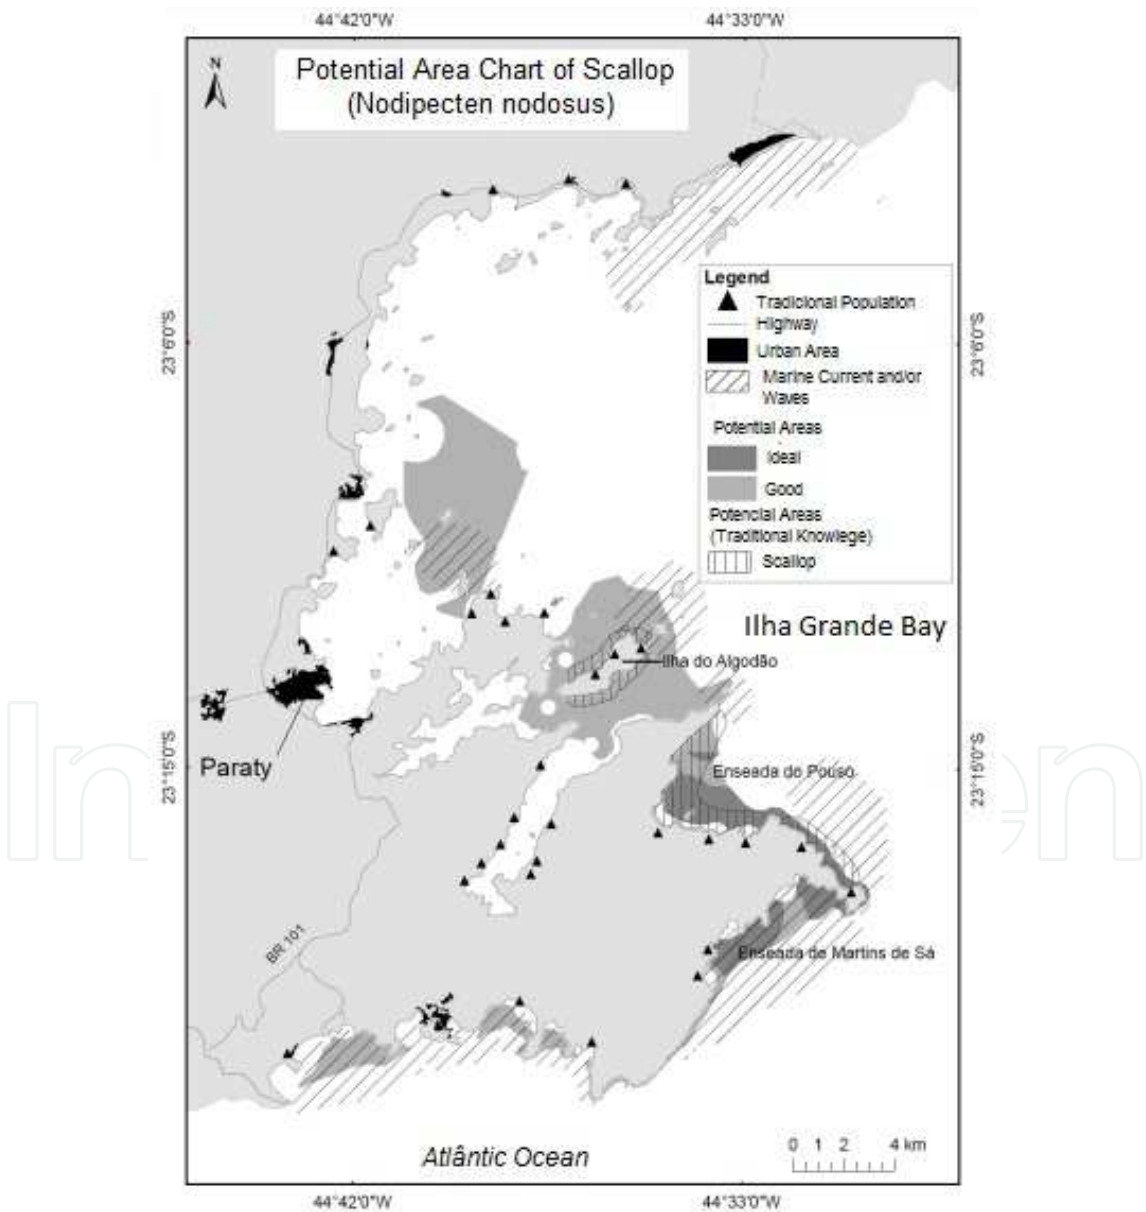 44°42'0"W
44°33'0"W
N
Potential Area Chart of Scallop
(Nodipecten nodosus)
Legend
Tradicional Population
Highway
Urban Area
Marine Current and/or
Waves
Potential Areas
Ideal
Good
Potencial Areas
(Traditional Knowlege)
Scallop
23°6'0"S
23°6'0"S
Ilha Grande Bay
Ilha do Algodão
Paraty
Enseada do Pouso
23°15'0"S
23°15'0"S
BR 101
Enseada de Martins de Sá
Atlântic Ocean
0 1 2 4 km
44°42'0"W
44°33'0"W